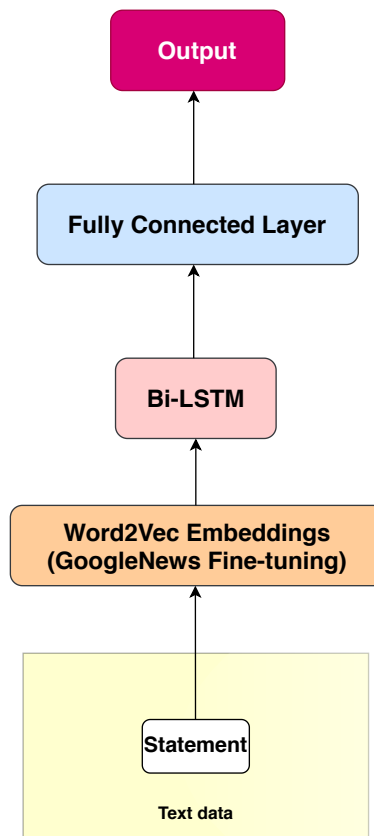 Output
Fully Connected Layer
Bi-LSTM
Word2Vec Embeddings
(GoogleNews Fine-tuning)
Statement
Text data